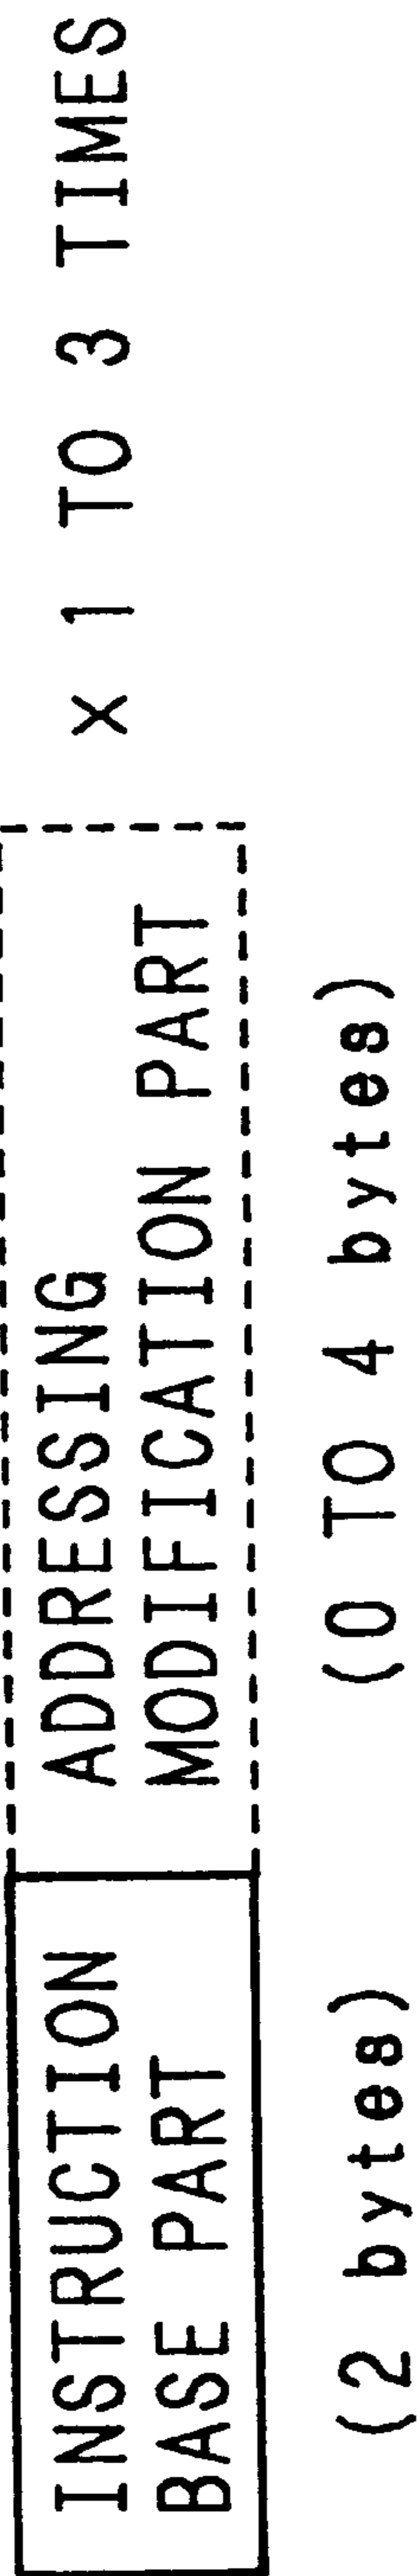 INSTRUCTION
BASE PART
(2 bytes)
ADDRESSING
MODIFICATION PART
(0 TO 4 bytes)
x 1 TO 3 TIMES